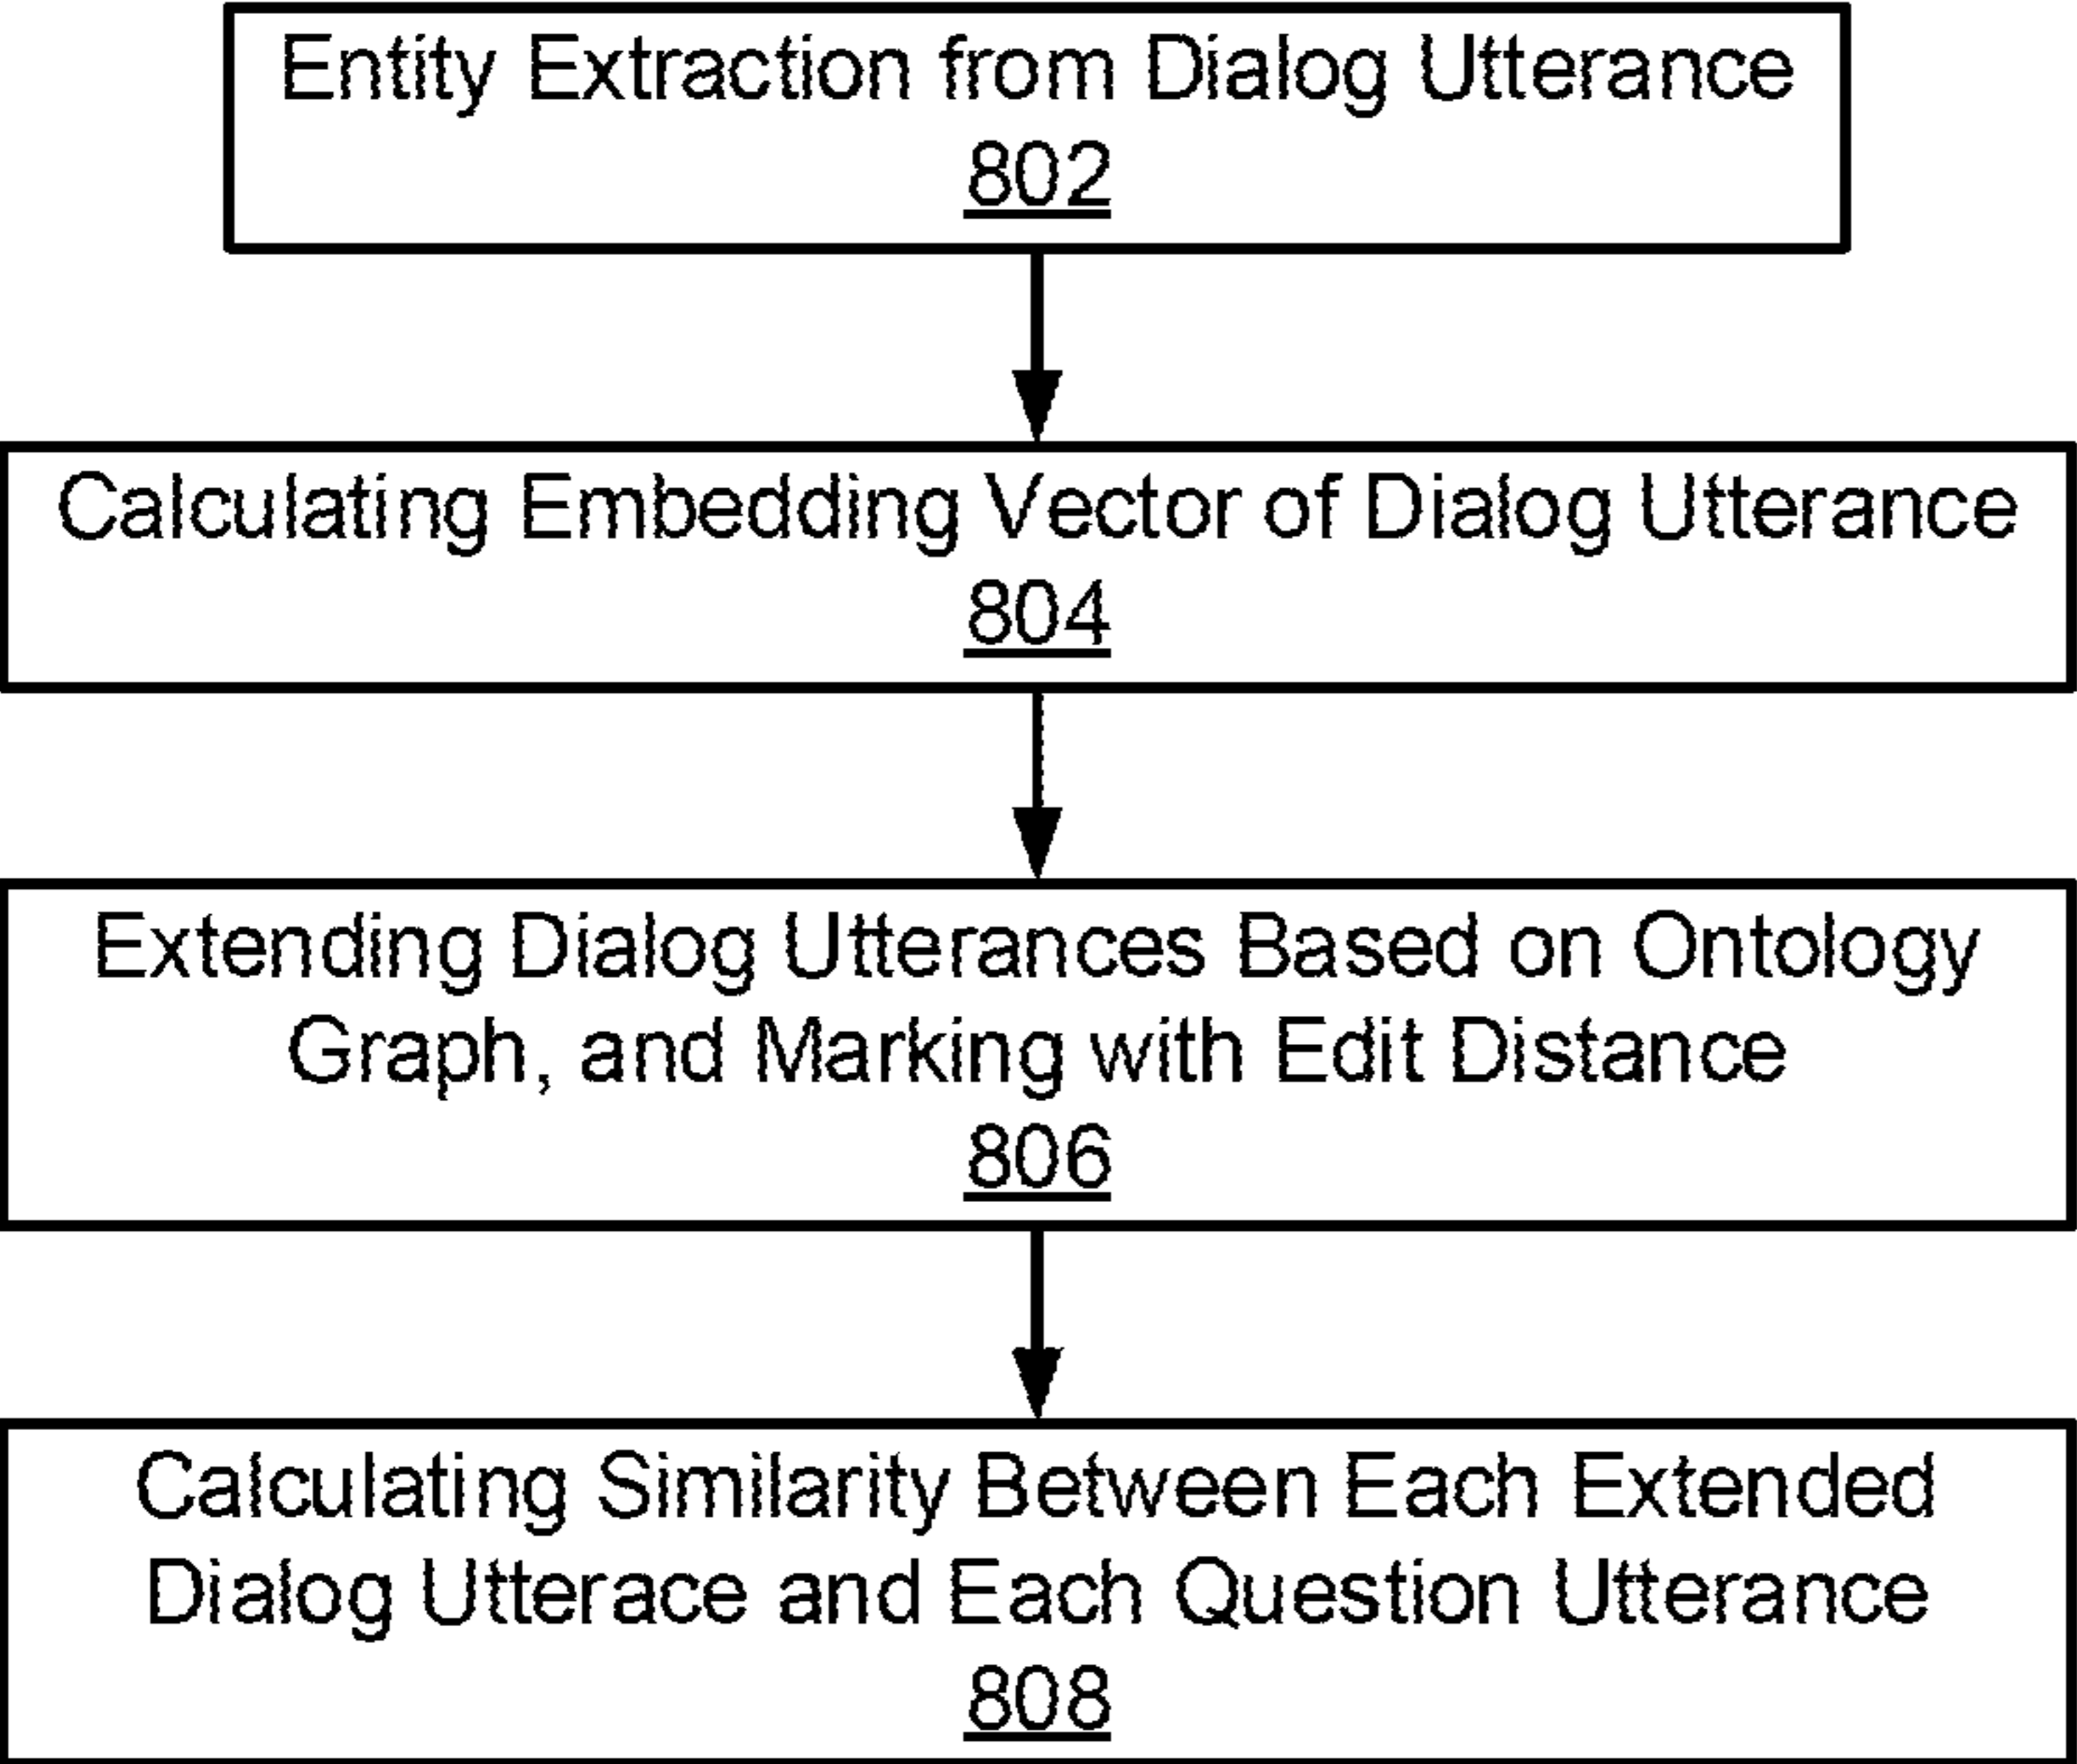 Entity Extraction from Dialog Utterance
802
Calculating Embedding Vector of Dialog Utterance
804
Extending Dialog Utterances Based on Ontology
Graph, and Marking with Edit Distance
806
Calculating Similarity Between Each Extended
Dialog Utterace and Each Question Utterance
808